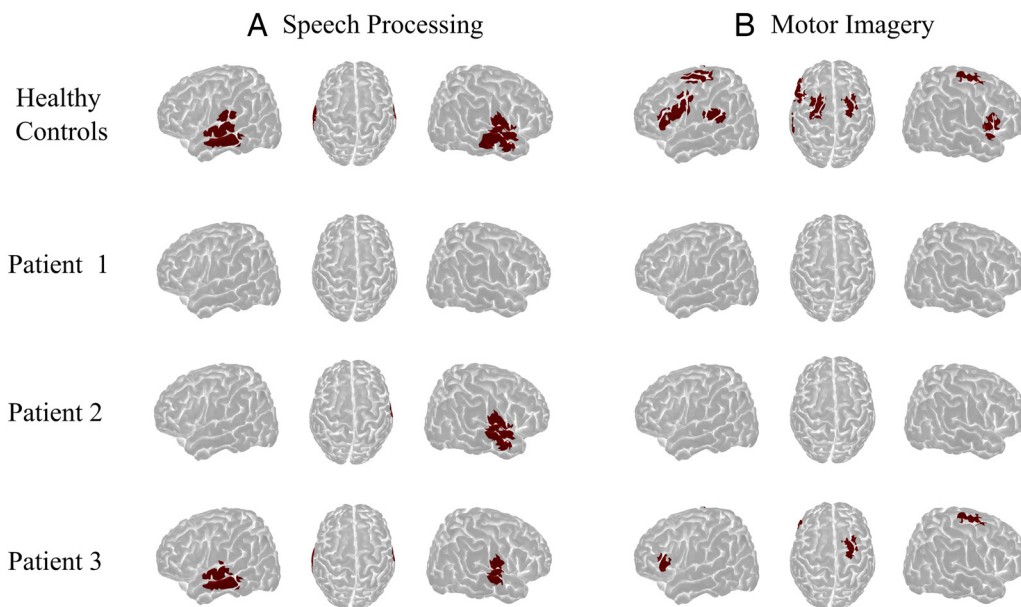 A Speech Processing
B Motor Imagery
Healthy
Controls
Patient 1
Patient 2
Patient 3